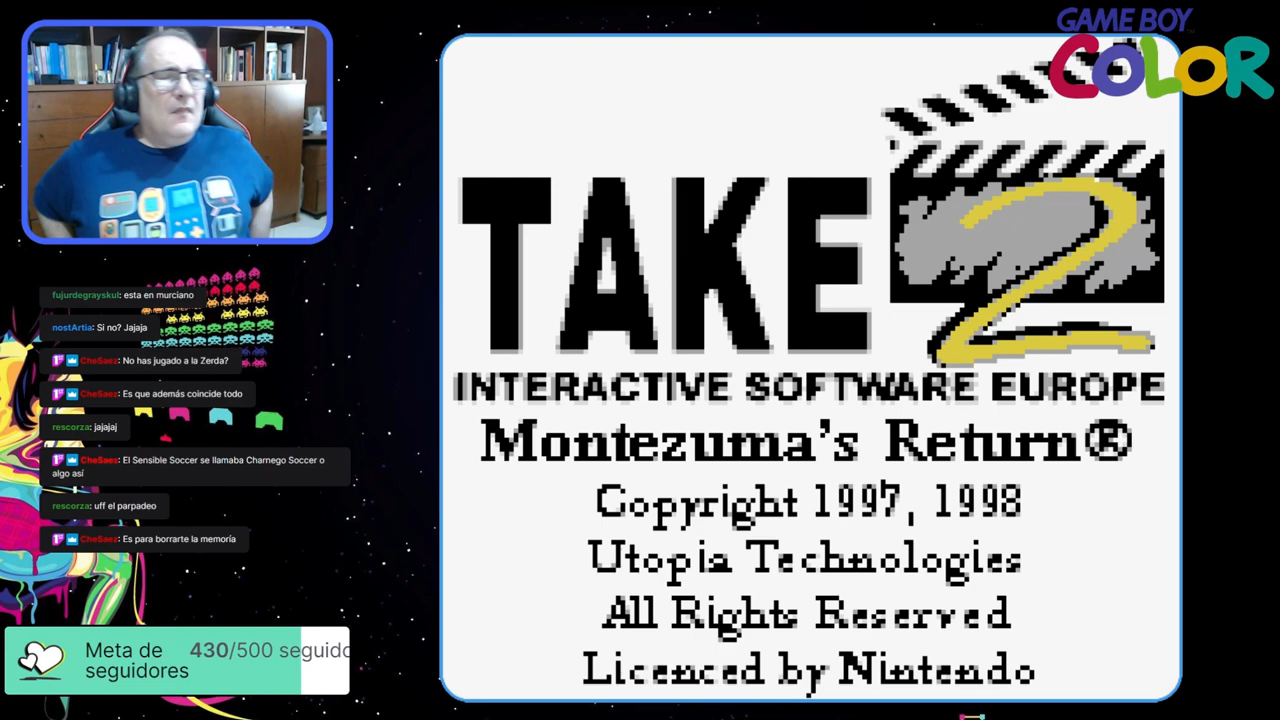 GAME BOY
COLOR
TAKE 2
INTERACTIVE SOFTWARE EUROPE
Montezuma's Return®
Copyright 1997, 1998
Utopia Technologies
All Rights Reserved
Licenced by Nintendo
fujurdegrayskul: esta en murciano
nostArtia: Si no? Jajaja
CheSaez: No has jugado a la Zerda?
CheSaez: Es que además coincide todo
rescorza: jajajaj
CheSaez: El Sensible Soccer se llamaba Charnego Soccer o
algo así
rescorza: uff el parpadeo
CheSaez: Es para borrarte la memoría
Meta de
seguidores
430/500 seguido